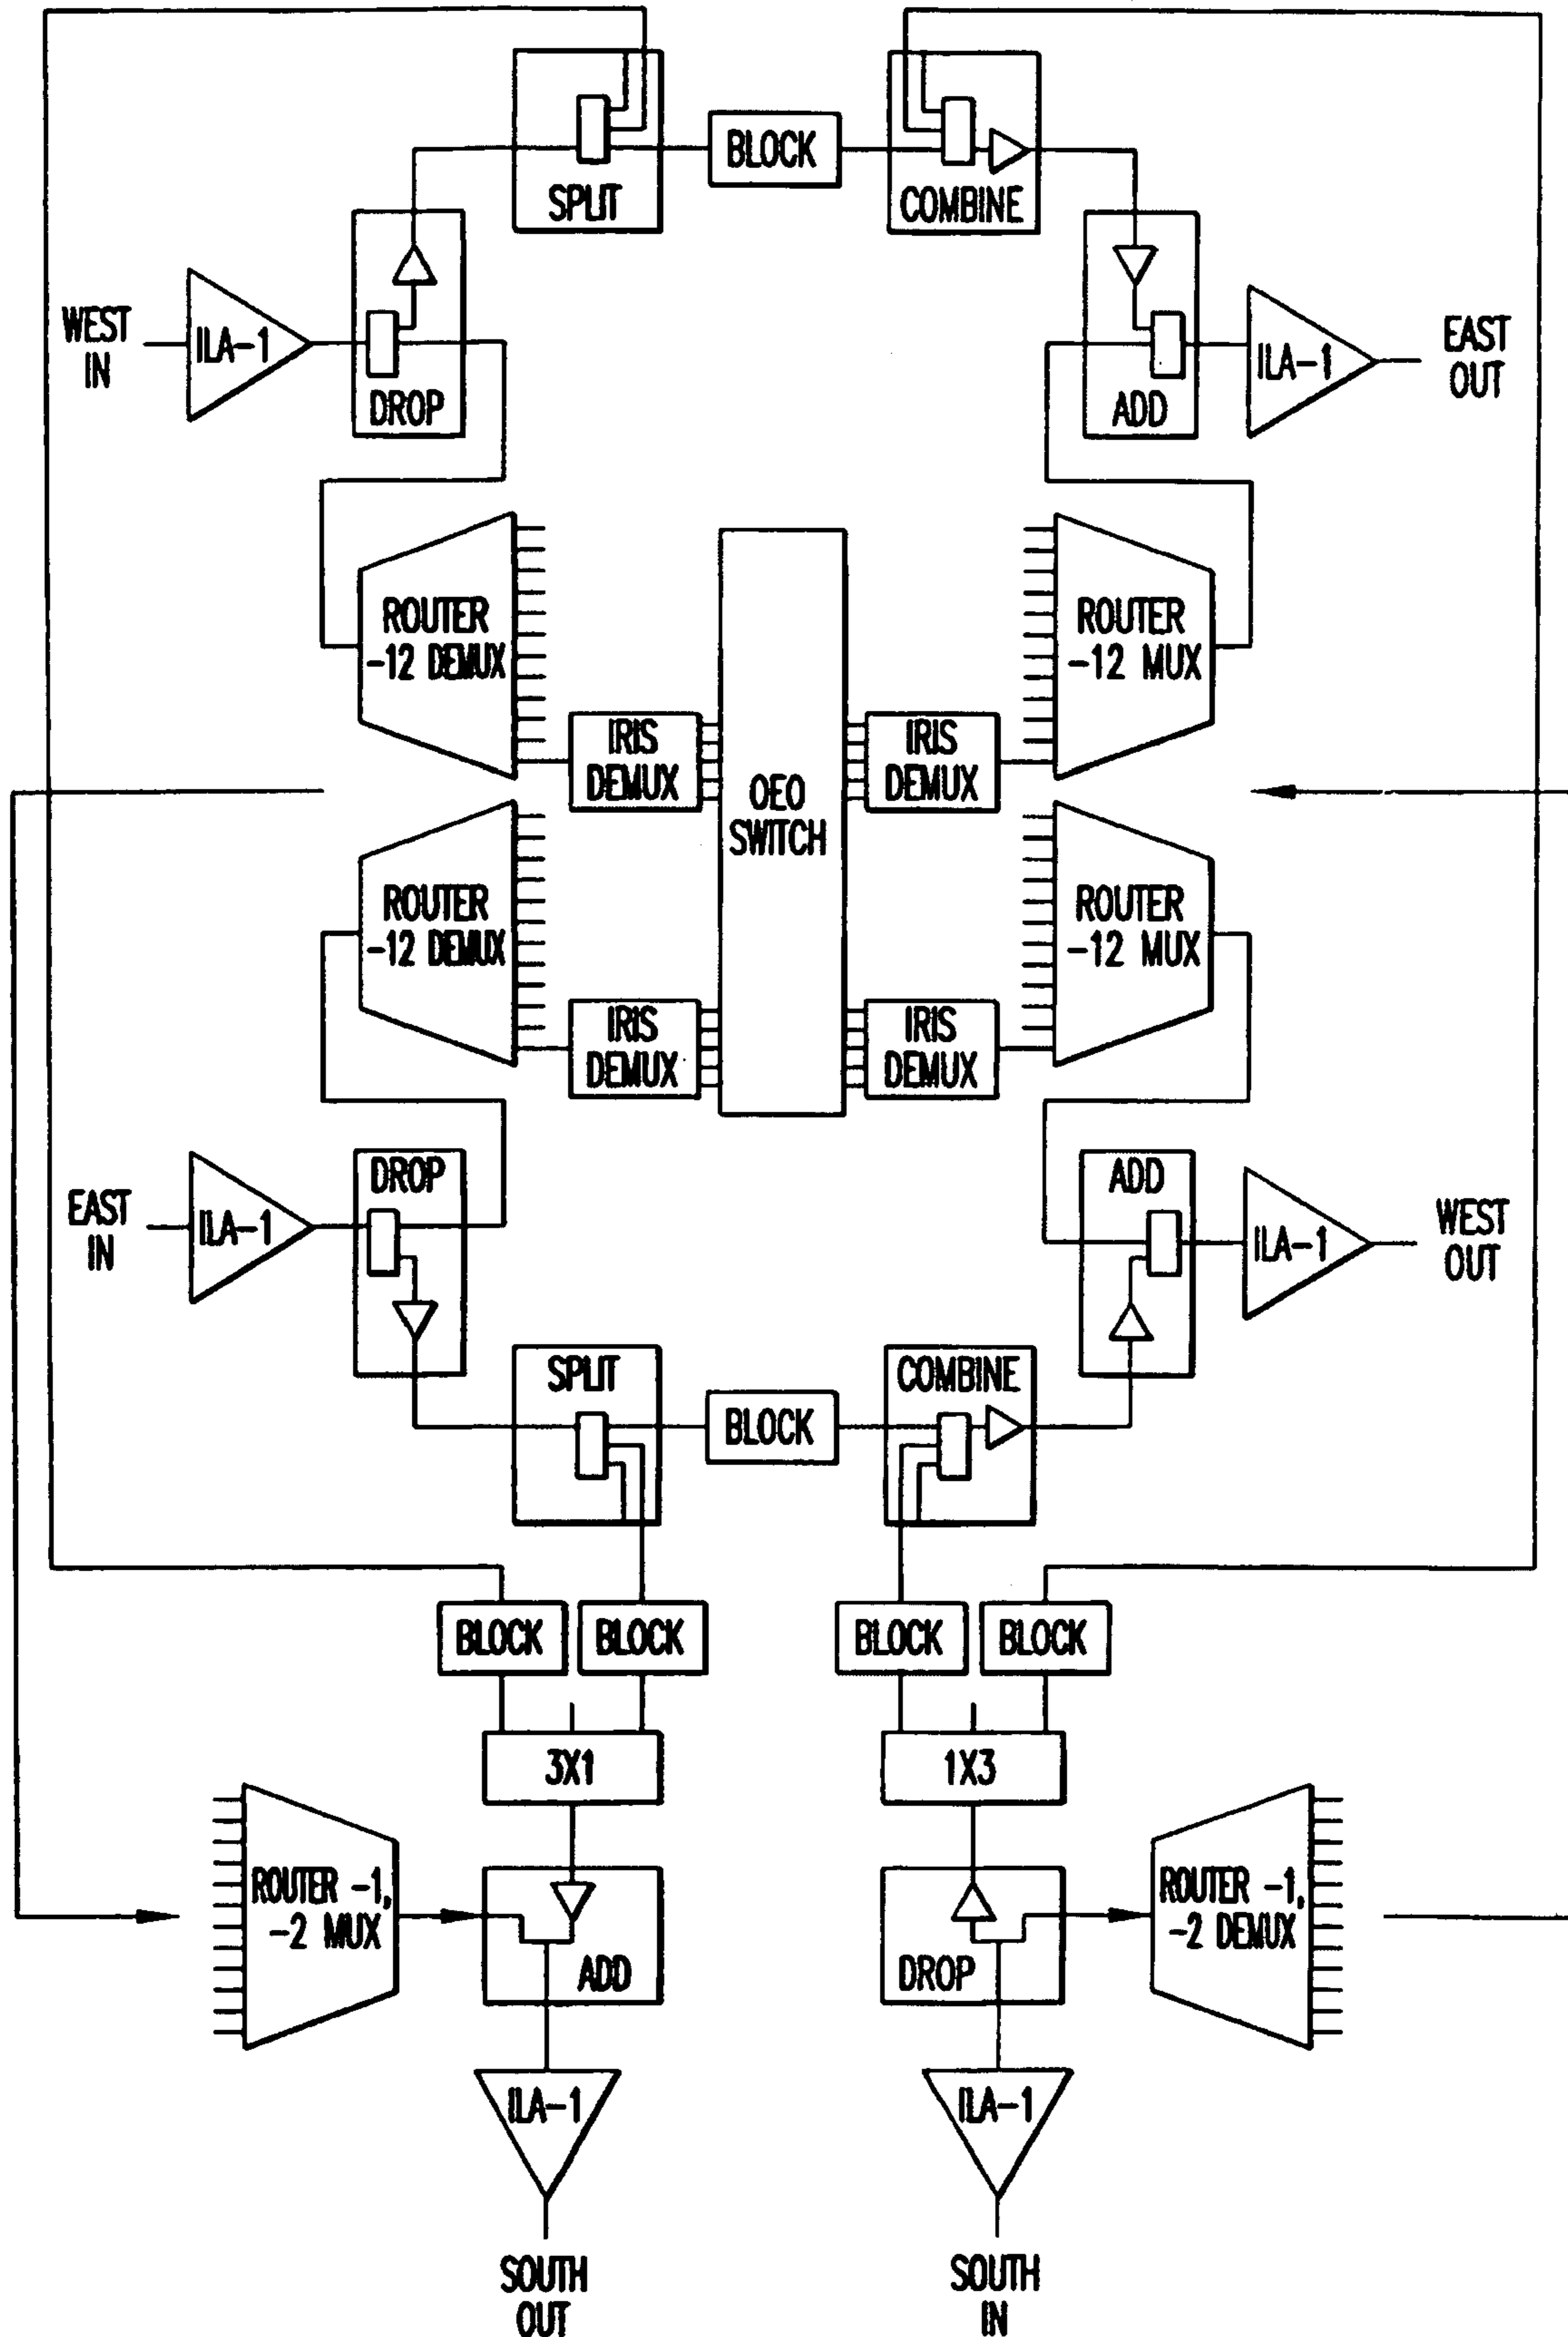 SPLIT
BLOCK
COMBINE
WEST
IN
ILA-1
DROP
ADD
ILA-1
EAST
OUT
ROUTER
-12 DEMUX
ROUTER
-12 MUX
IRIS
DEMUX
OEO
SWITCH
IRIS
DEMUX
ROUTER
-12 DEMUX
ROUTER
-12 MUX
IRIS
DEMUX
IRIS
DEMUX
EAST
IN
ILA-1
DROP
ADD
ILA-1
WEST
OUT
SPLIT
BLOCK
COMBINE
BLOCK
BLOCK
BLOCK
BLOCK
3X1
1X3
ROUTER -1,
-2 MUX
ADD
DROP
ROUTER -1,
-2 DEMUX
ILA-1
ILA-1
SOUTH
OUT
SOUTH
IN